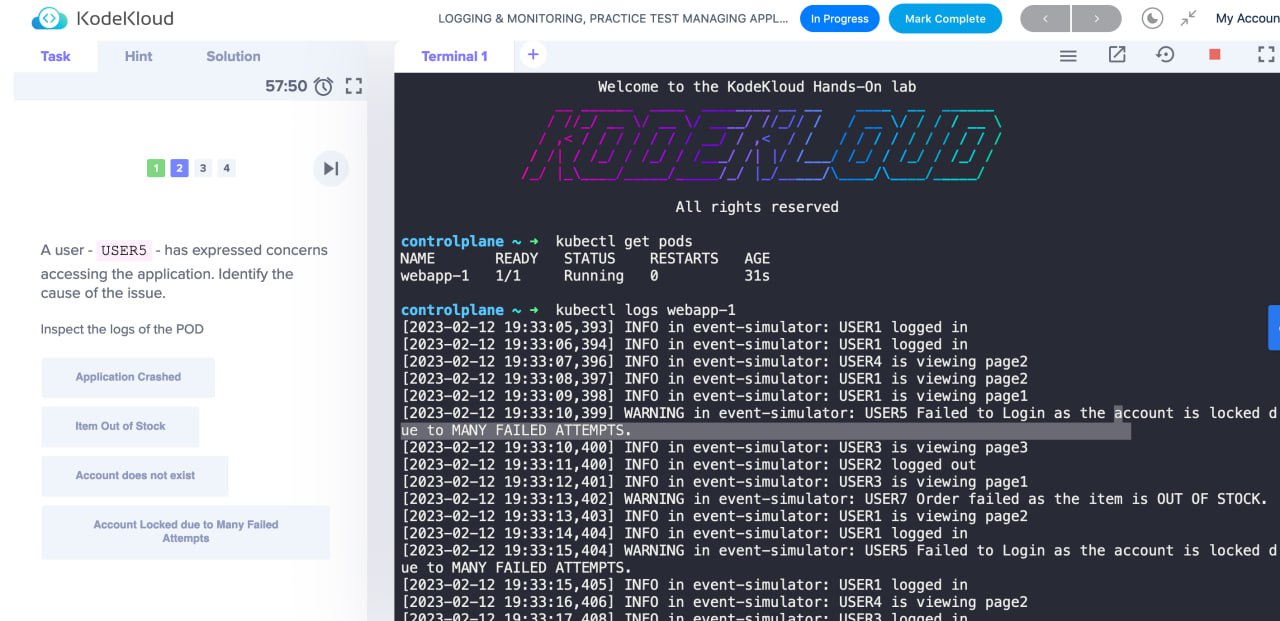 KodeKloud
LOGGING & MONITORING, PRACTICE TEST MANAGING APPL...
In Progress
Mark Complete
<
>
My Accoun
Task
Hint
Solution
57:50
1 2 3 4
A user - USER5 - has expressed concerns
accessing the application. Identify the
cause of the issue.
Inspect the logs of the POD
Application Crashed
Item Out of Stock
Account does not exist
Account Locked due to Many Failed
Attempts
Terminal 1
+
Welcome to the KodeKloud Hands-On lab
KODEKLOUD
All rights reserved
controlplane ~ ➜ kubectl get pods
NAME READY STATUS RESTARTS AGE
webapp-1 1/1 Running 0 31s
controlplane ~ ➜ kubectl logs webapp-1
[2023-02-12 19:33:05,393] INFO in event-simulator: USER1 logged in
[2023-02-12 19:33:06,394] INFO in event-simulator: USER1 logged in
[2023-02-12 19:33:07,396] INFO in event-simulator: USER4 is viewing page2
[2023-02-12 19:33:08,397] INFO in event-simulator: USER1 is viewing page2
[2023-02-12 19:33:09,398] INFO in event-simulator: USER1 is viewing page1
[2023-02-12 19:33:10,399] WARNING in event-simulator: USER5 Failed to Login as the account is locked d
ue to MANY FAILED ATTEMPTS.
[2023-02-12 19:33:10,400] INFO in event-simulator: USER3 is viewing page3
[2023-02-12 19:33:11,400] INFO in event-simulator: USER2 logged out
[2023-02-12 19:33:12,401] INFO in event-simulator: USER3 is viewing page1
[2023-02-12 19:33:13,402] WARNING in event-simulator: USER7 Order failed as the item is OUT OF STOCK.
[2023-02-12 19:33:13,403] INFO in event-simulator: USER1 is viewing page2
[2023-02-12 19:33:14,404] INFO in event-simulator: USER1 logged in
[2023-02-12 19:33:15,404] WARNING in event-simulator: USER5 Failed to Login as the account is locked d
ue to MANY FAILED ATTEMPTS.
[2023-02-12 19:33:15,405] INFO in event-simulator: USER1 logged in
[2023-02-12 19:33:16,406] INFO in event-simulator: USER4 is viewing page2
[2023-02-12 19:33:17,408] INFO in event-simulator: USER3 logged in